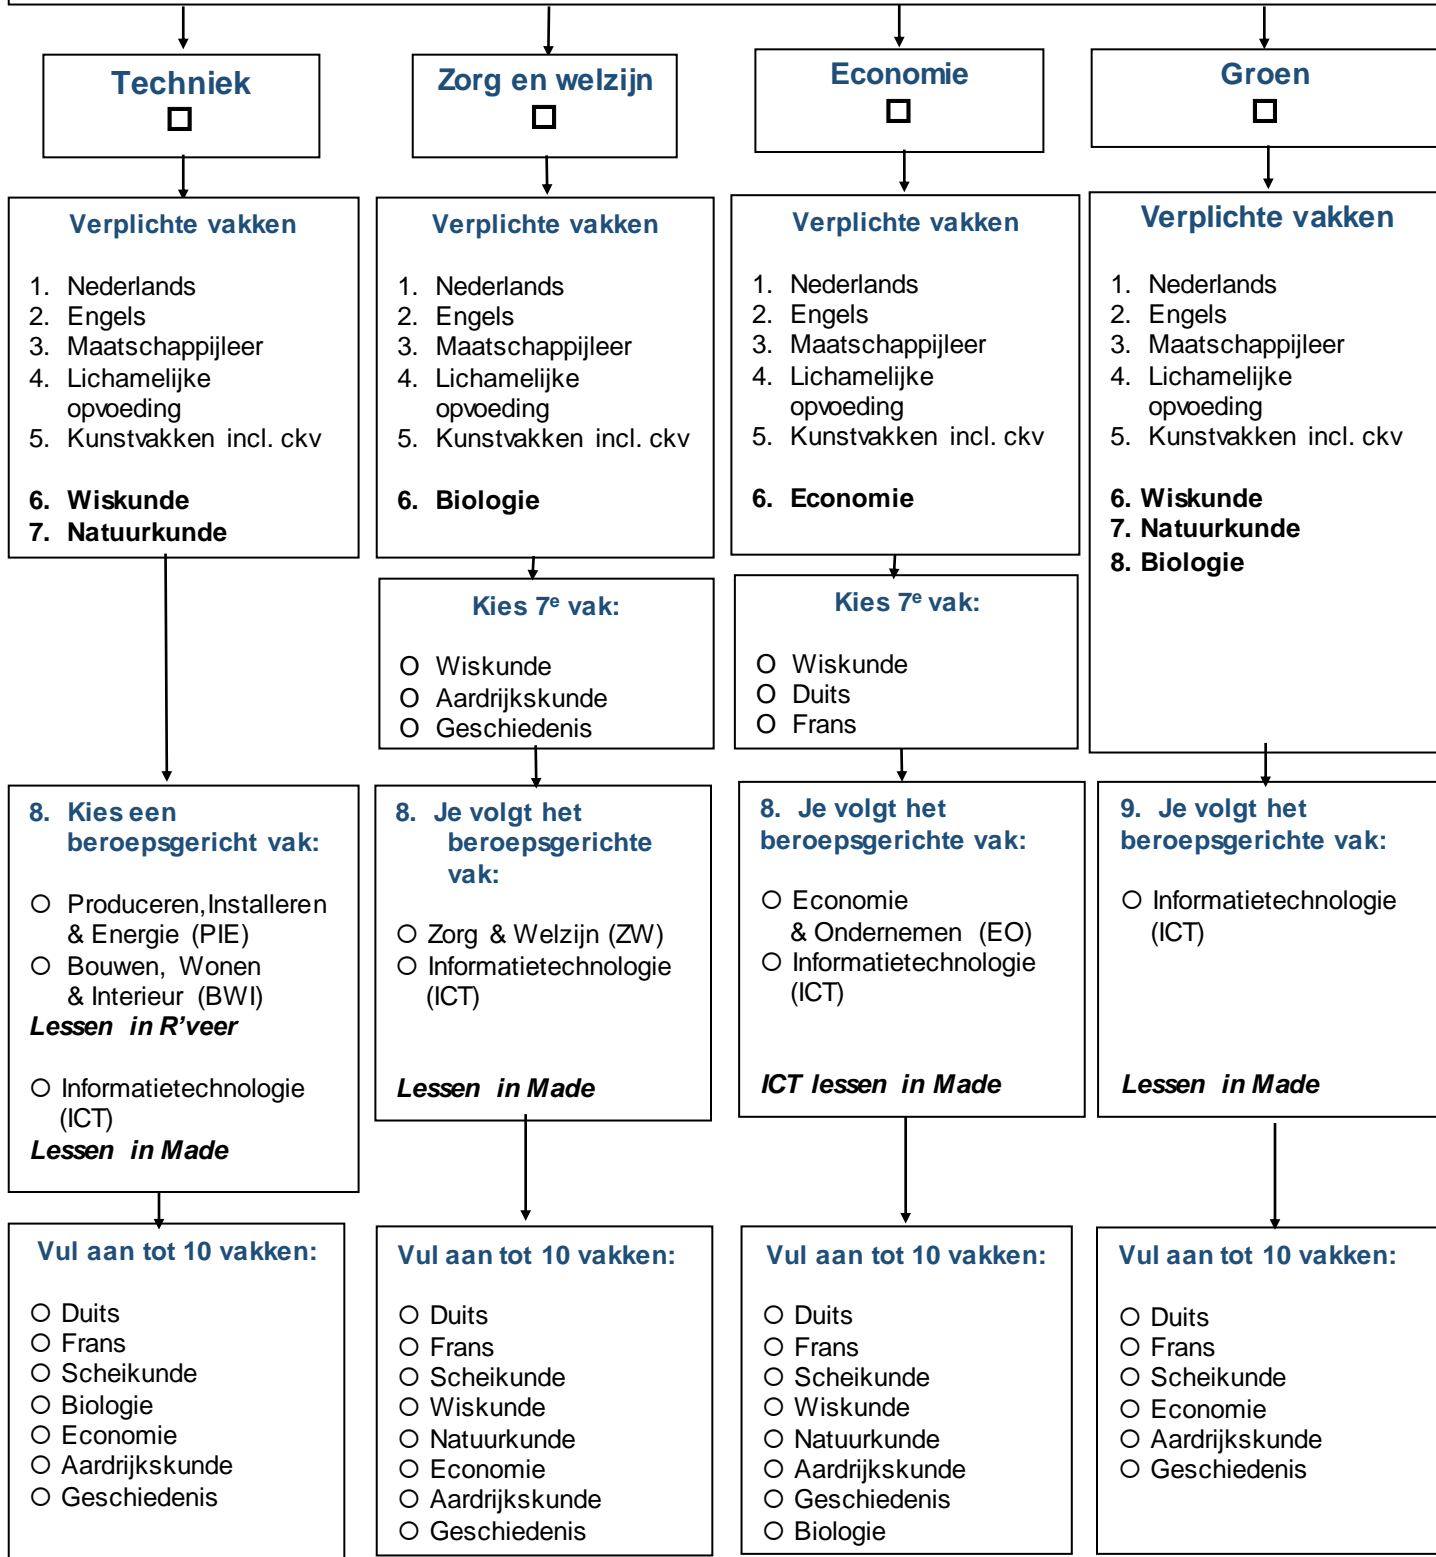 Techniek
Zorg en welzijn
Economie
Groen
Verplichte vakken
1. Nederlands
2. Engels
3. Maatschappijleer
4. Lichamelijke
opvoeding
5. Kunstvakken incl. ckv
6. Wiskunde
7. Natuurkunde
8. Kies een
beroepsgericht vak:
O Produceren,Installeren
& Energie (PIE)
O Bouwen, Wonen
& Interieur (BWI)
Lessen in R’veer
O Informatietechnologie
(ICT)
Lessen in Made
Vul aan tot 10 vakken:
O Duits
O Frans
O Scheikunde
O Biologie
O Economie
O Aardrijkskunde
O Geschiedenis
Verplichte vakken
1. Nederlands
2. Engels
3. Maatschappijleer
4. Lichamelijke
opvoeding
5. Kunstvakken incl. ckv
6. Biologie
Kies 7e vak:
O Wiskunde
O Aardrijkskunde
O Geschiedenis
8. Je volgt het
beroepsgerichte
vak:
O Zorg & Welzijn (ZW)
O Informatietechnologie
(ICT)
Lessen in Made
Vul aan tot 10 vakken:
O Duits
O Frans
O Scheikunde
O Wiskunde
O Natuurkunde
O Economie
O Aardrijkskunde
O Geschiedenis
Verplichte vakken
1. Nederlands
2. Engels
3. Maatschappijleer
4. Lichamelijke
opvoeding
5. Kunstvakken incl. ckv
6. Economie
Kies 7e vak:
O Wiskunde
O Duits
O Frans
8. Je volgt het
beroepsgerichte vak:
O Economie
& Ondernemen (EO)
O Informatietechnologie
(ICT)
ICT lessen in Made
Vul aan tot 10 vakken:
O Duits
O Frans
O Scheikunde
O Wiskunde
O Natuurkunde
O Aardrijkskunde
O Geschiedenis
O Biologie
Verplichte vakken
1. Nederlands
2. Engels
3. Maatschappijleer
4. Lichamelijke
opvoeding
5. Kunstvakken incl. ckv
6. Wiskunde
7. Natuurkunde
8. Biologie
9. Je volgt het
beroepsgerichte vak:
O Informatietechnologie
(ICT)
Lessen in Made
Vul aan tot 10 vakken:
O Duits
O Frans
O Scheikunde
O Economie
O Aardrijkskunde
O Geschiedenis